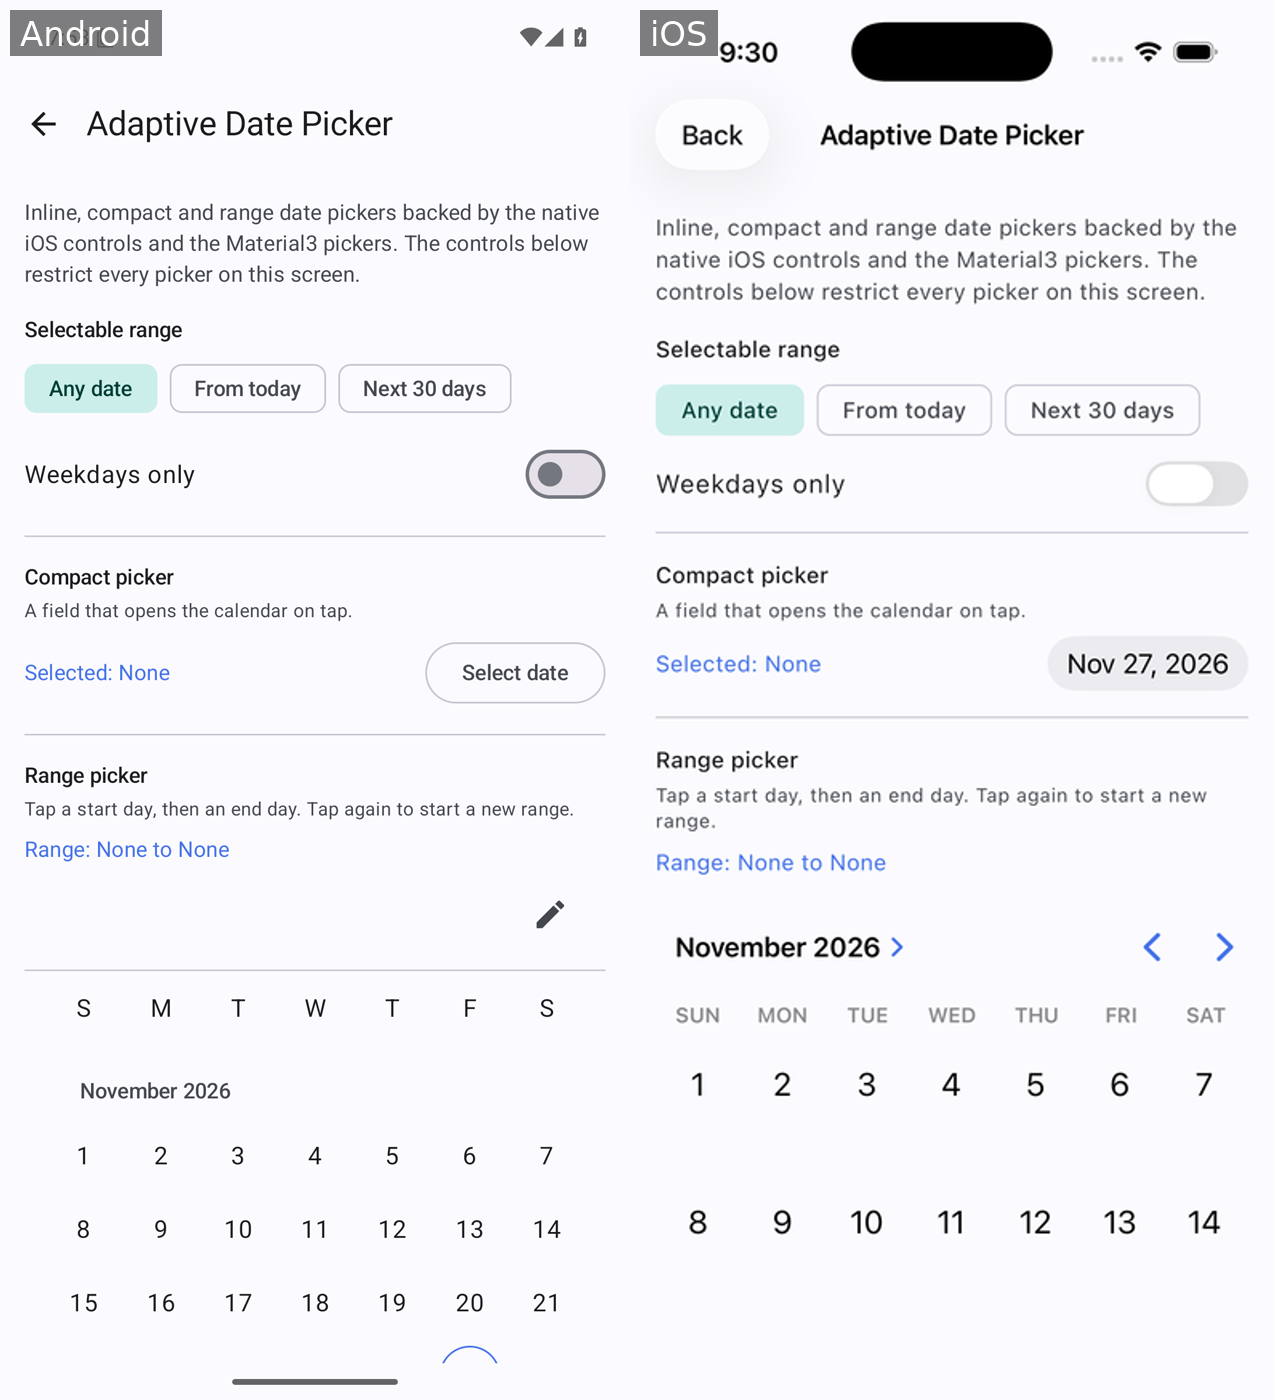 Android
Adaptive Date Picker
Inline, compact and range date pickers backed by the native
iOS controls and the Material3 pickers. The controls below
restrict every picker on this screen.
Selectable range
Any date
From today
Next 30 days
Weekdays only
Compact picker
A field that opens the calendar on tap.
Selected: None
Select date
Range picker
Tap a start day, then an end day. Tap again to start a new range.
Range: None to None
S M T W T F S
November 2026
1 2 3 4 5 6 7
8 9 10 11 12 13 14
15 16 17 18 19 20 21
iOS
9:30
Back
Adaptive Date Picker
Inline, compact and range date pickers backed by the
native iOS controls and the Material3 pickers. The
controls below restrict every picker on this screen.
Selectable range
Any date
From today
Next 30 days
Weekdays only
Compact picker
A field that opens the calendar on tap.
Selected: None
Nov 27, 2026
Range picker
Tap a start day, then an end day. Tap again to start a new
range.
Range: None to None
November 2026
SUN MON TUE WED THU FRI SAT
1 2 3 4 5 6 7
8 9 10 11 12 13 14